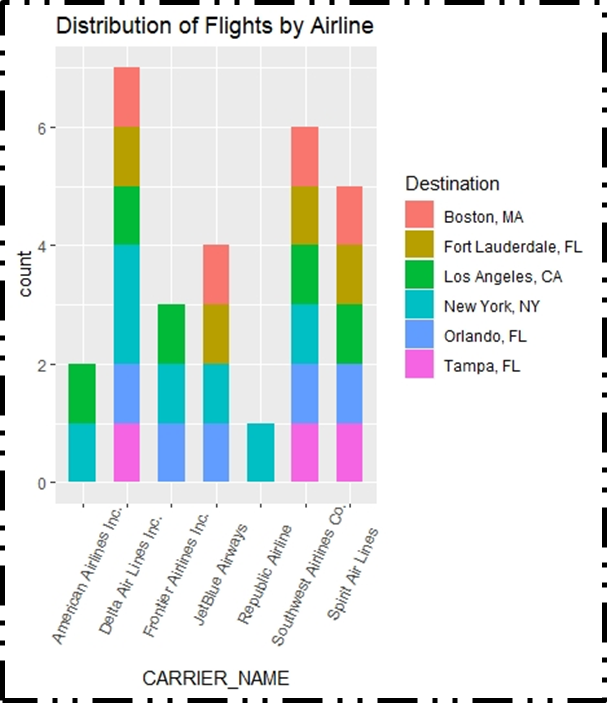 Distribution of Flights by Airline
6
4
2
0
count
American Airlines Inc.
Delta Air Lines Inc.
Frontier Airlines Inc.
JetBlue Airways
Republic Airline
Southwest Airlines Co.
Spirit Air Lines
CARRIER_NAME
Destination
Boston, MA
Fort Lauderdale, FL
Los Angeles, CA
New York, NY
Orlando, FL
Tampa, FL